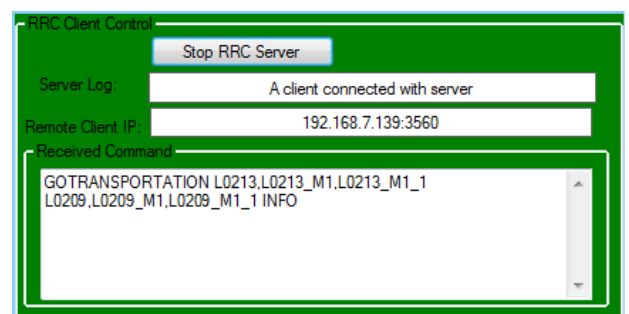 RRC Client Control
Stop RRC Server
Server Log: A client connected with server
Remote Client IP: 192.168.7.139:3560
Received Command
GOTRANSPORTATION L0213,L0213_M1,L0213_M1_1
L0209,L0209_M1,L0209_M1_1 INFO